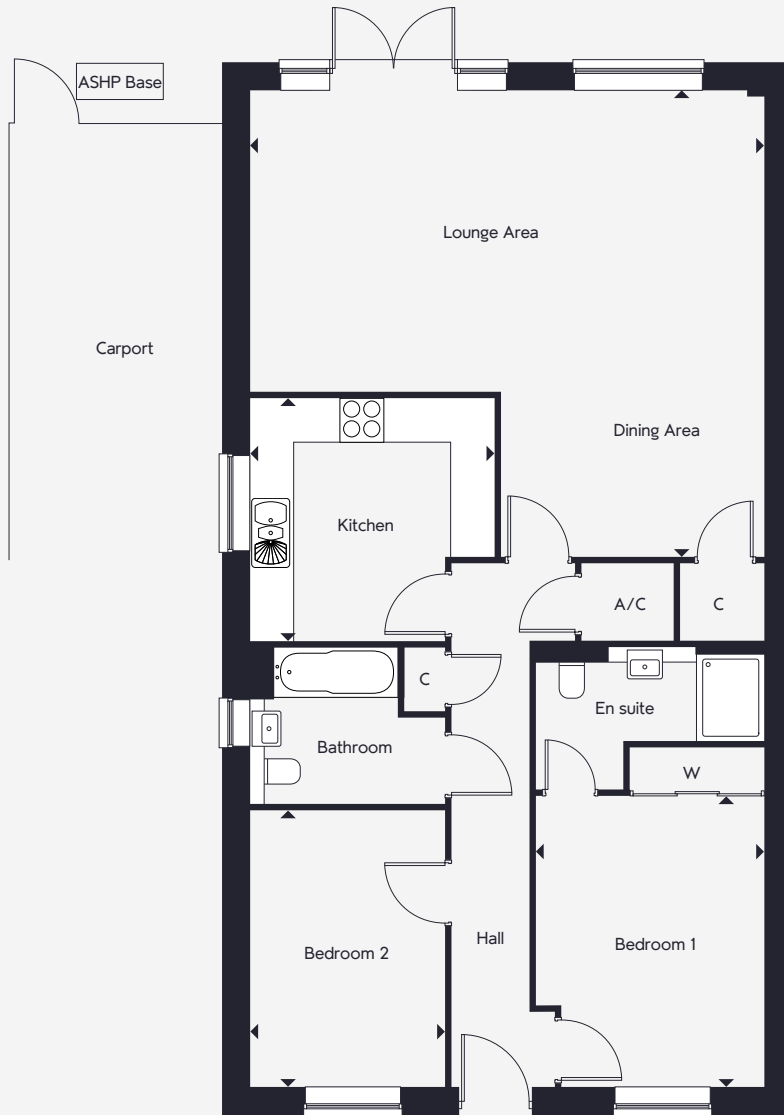 ASHP Base
Lounge Area
Carport
Dining Area
Kitchen
A/C
C
C
En suite
Bathroom
W
Hall
Bedroom 1
Bedroom 2